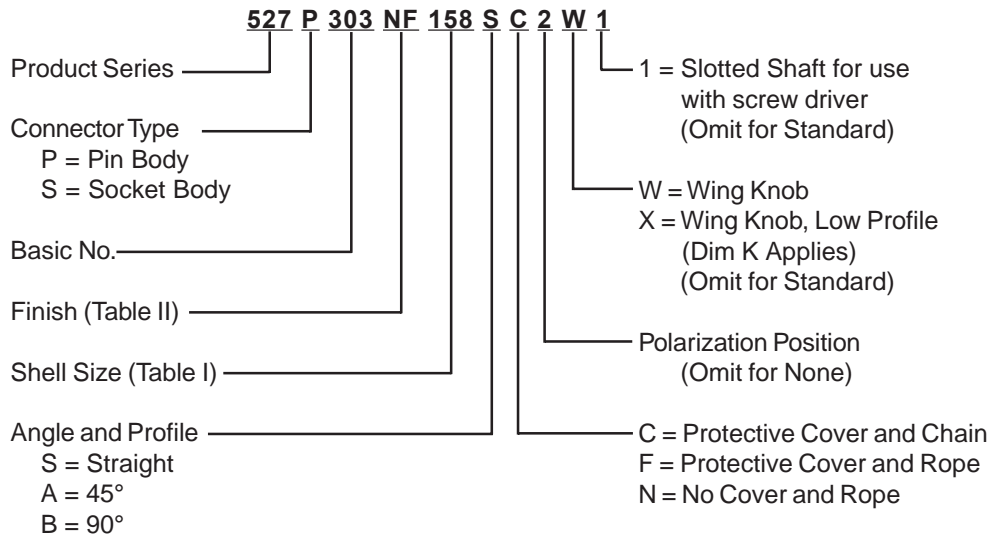 527 P 303 NF 158 S C 2 W 1
Product Series
Connector Type
P = Pin Body
S = Socket Body
Basic No.
Finish (Table II)
Shell Size (Table I)
Angle and Profile
S = Straight
A = 45°
B = 90°
1 = Slotted Shaft for use
with screw driver
(Omit for Standard)
W = Wing Knob
X = Wing Knob, Low Profile
(Dim K Applies)
(Omit for Standard)
Polarization Position
(Omit for None)
C = Protective Cover and Chain
F = Protective Cover and Rope
N = No Cover and Rope